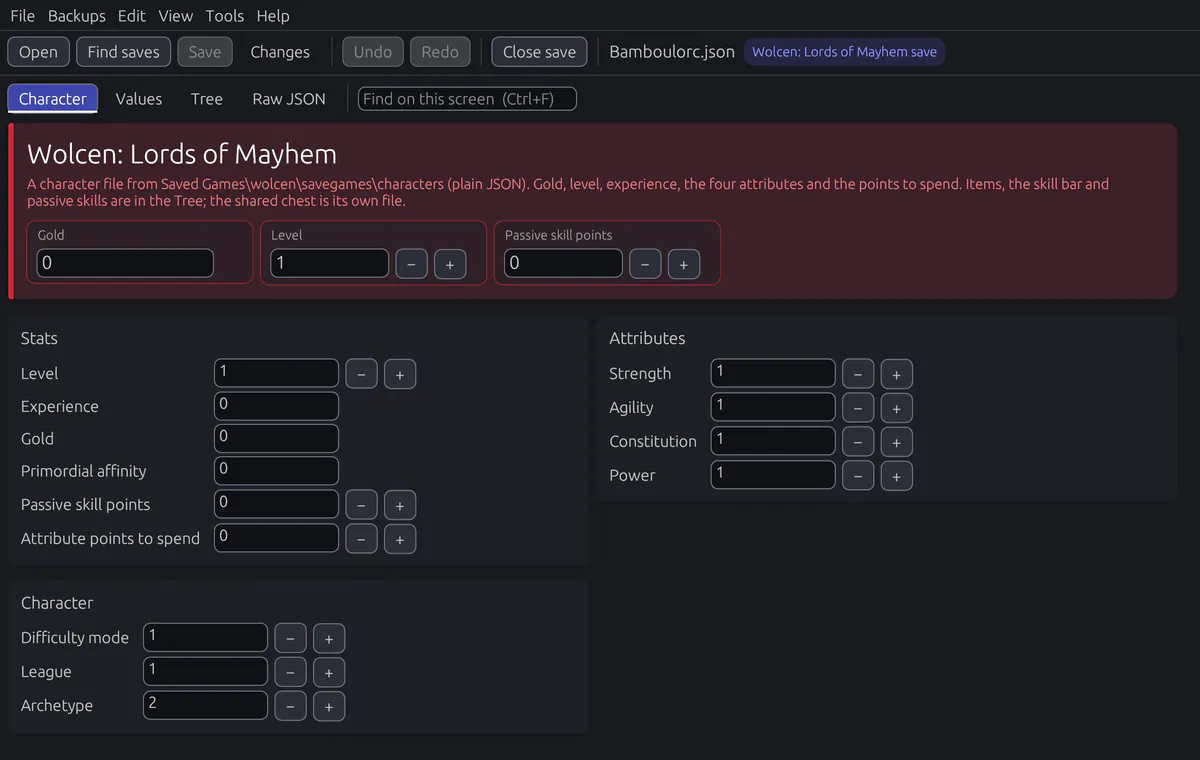 File Backups Edit View Tools Help
Open Find saves Save Changes Undo Redo Close save Bamboulorc.json Wolcen: Lords of Mayhem save
Character Values Tree Raw JSON Find on this screen (Ctrl+F)
Wolcen: Lords of Mayhem
A character file from Saved Games\wolcen\savegames\characters (plain JSON). Gold, level, experience, the four attributes and the points to spend. Items, the skill bar and
passive skills are in the Tree; the shared chest is its own file.
Gold Level Passive skill points
0 1 − + 0 − +
Stats
Level 1 − +
Experience 0
Gold 0
Primordial affinity 0
Passive skill points 0 − +
Attribute points to spend 0 − +
Attributes
Strength 1 − +
Agility 1 − +
Constitution 1 − +
Power 1 − +
Character
Difficulty mode 1 − +
League 1 − +
Archetype 2 − +